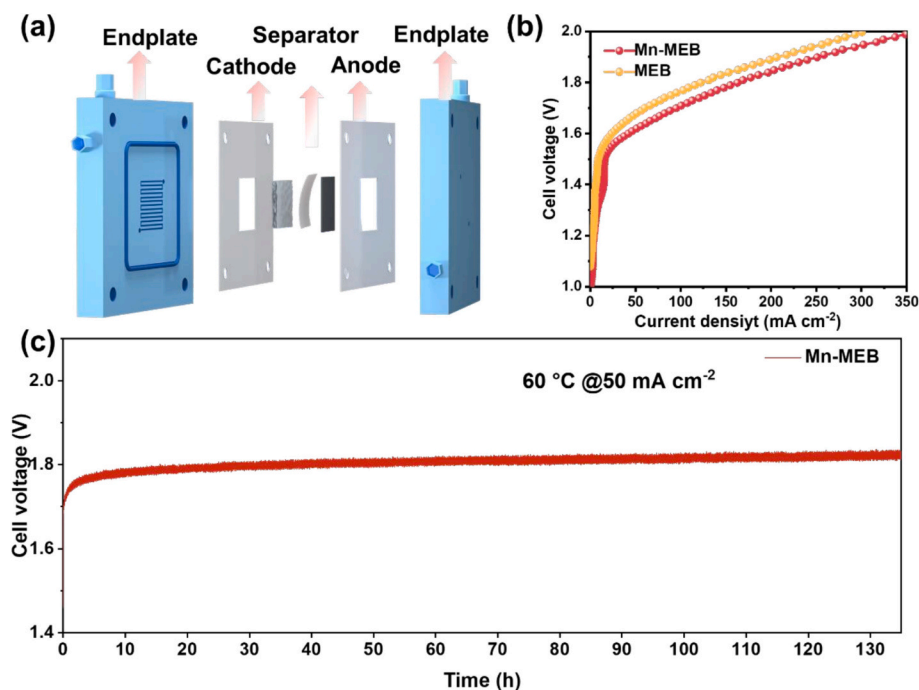 (a)
Endplate
Separator
Endplate
Cathode
Anode
(b)
Mn-MEB
MEB
Cell voltage (V)
2.0
1.8
1.6
1.4
1.2
1.0
0 50 100 150 200 250 300 350
Current densiyt (mA cm⁻²)
(c)
Mn-MEB
60 °C @50 mA cm⁻²
Cell voltage (V)
2.0
1.8
1.6
1.4
0 10 20 30 40 50 60 70 80 90 100 110 120 130
Time (h)